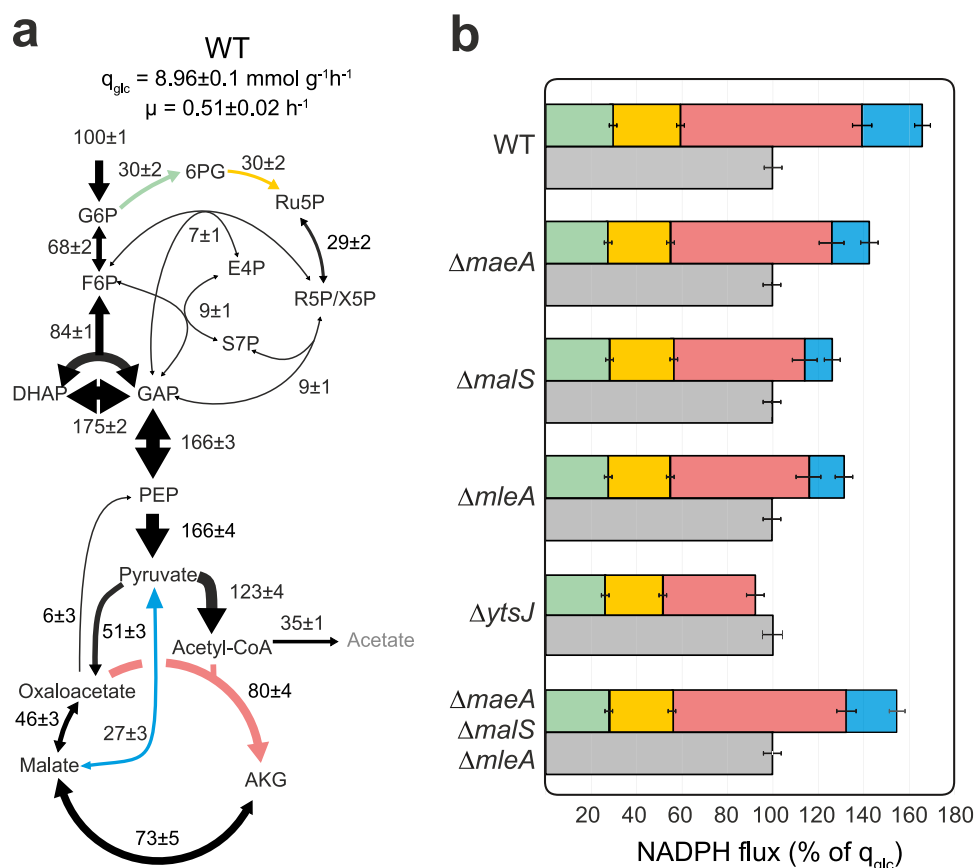 a
WT
qglc = 8.96±0.1 mmol g⁻¹h⁻¹
μ = 0.51±0.02 h⁻¹
100±1
30±2
6PG
30±2
Ru5P
G6P
68±2
7±1
29±2
F6P
E4P
R5P/X5P
9±1
84±1
S7P
9±1
DHAP
GAP
175±2
166±3
PEP
166±4
Pyruvate
123±4
6±3
51±3
35±1
Acetyl-CoA
Acetate
Oxaloacetate
80±4
46±3
27±3
Malate
AKG
73±5
b
WT
ΔmaeA
ΔmalS
ΔmleA
ΔytsJ
ΔmaeA
ΔmalS
ΔmleA
20 40 60 80 100 120 140 160 180
NADPH flux (% of qglc)